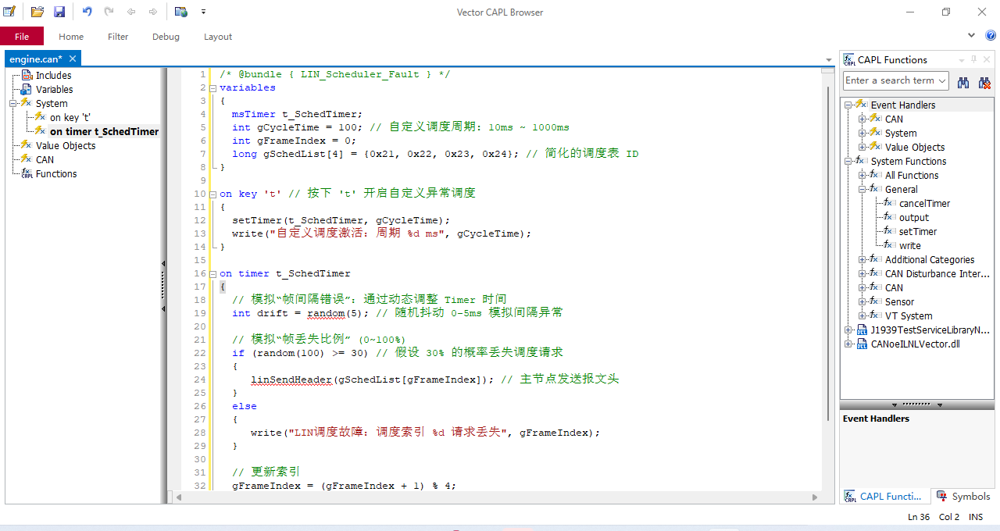 Vector CAPL Browser
File Home Filter Debug Layout
engine.can*
Includes
Variables
System
on key 't'
on timer t_SchedTimer
Value Objects
CAN
Functions
1 /* @bundle { LIN_Scheduler_Fault } */
2 variables
3 {
4 msTimer t_SchedTimer;
5 int gCycleTime = 100; // 自定义调度周期：10ms ~ 1000ms
6 int gFrameIndex = 0;
7 long gSchedList[4] = {0x21, 0x22, 0x23, 0x24}; // 简化的调度表 ID
8 }
9
10 on key 't' // 按下 't' 开启自定义异常调度
11 {
12 setTimer(t_SchedTimer, gCycleTime);
13 write("自定义调度激活：周期 %d ms", gCycleTime);
14 }
15
16 on timer t_SchedTimer
17 {
18 // 模拟“帧间隔错误”：通过动态调整 Timer 时间
19 int drift = random(5); // 随机抖动 0-5ms 模拟间隔异常
20
21 // 模拟“帧丢失比例” (0~100%)
22 if (random(100) >= 30) // 假设 30% 的概率丢失调度请求
23 {
24 linSendHeader(gSchedList[gFrameIndex]); // 主节点发送报文头
25 }
26 else
27 {
28 write("LIN调度故障：调度索引 %d 请求丢失", gFrameIndex);
29 }
30
31 // 更新索引
32 gFrameIndex = (gFrameIndex + 1) % 4;
CAPL Functions
Enter a search term
Event Handlers
CAN
System
Value Objects
System Functions
All Functions
General
cancelTimer
output
setTimer
write
Additional Categories
CAN Disturbance Inter...
CAN
Sensor
VT System
J1939TestServiceLibraryN...
CANoeILNLVector.dll
Event Handlers
CAPL Functi... Symbols
Ln 36 Col 2 INS